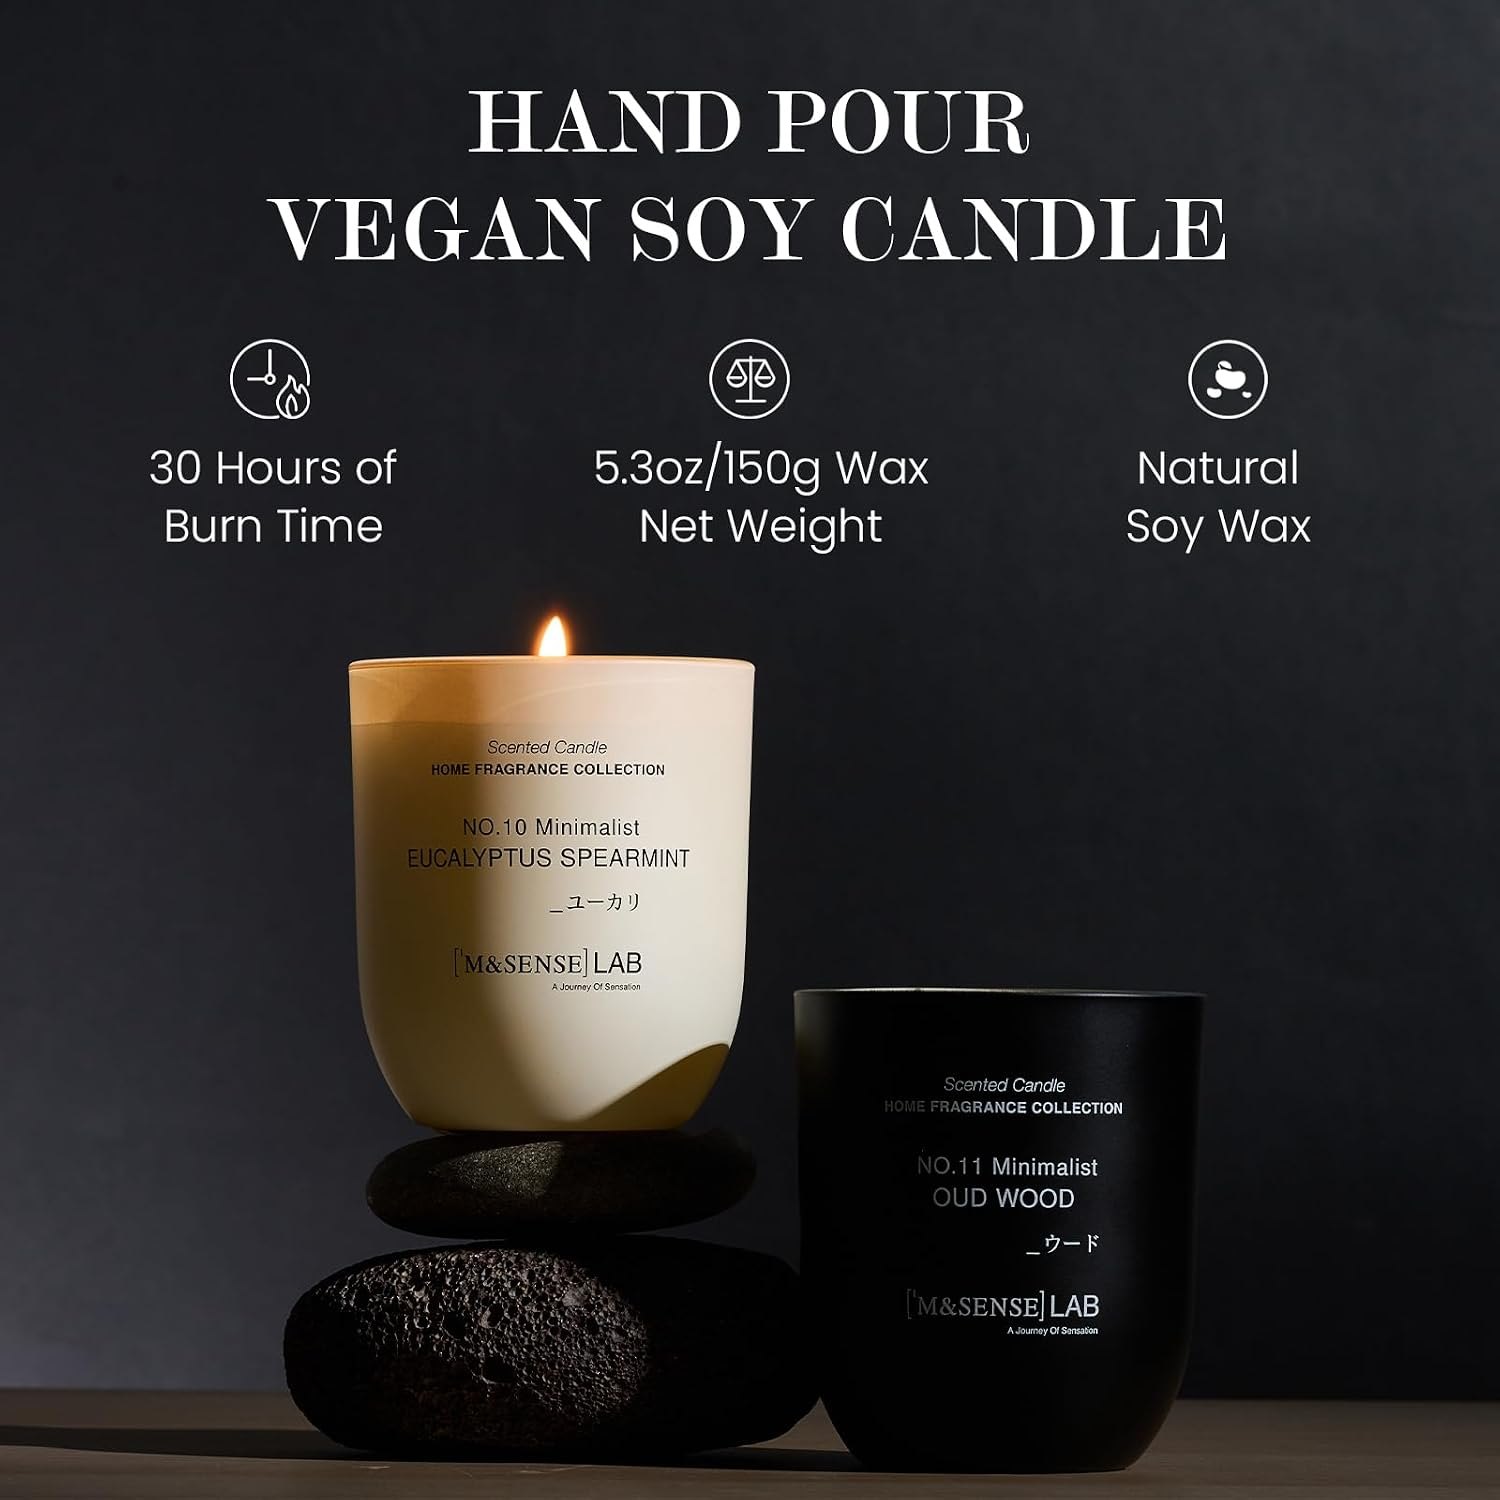 HAND POUR
VEGAN SOY CANDLE
30 Hours of
Burn Time
5.3oz/150g Wax
Net Weight
Natural
Soy Wax
Scented Candle
HOME FRAGRANCE COLLECTION
NO.10 Minimalist
EUCALYPTUS SPEARMINT
_ユーカリ
['M&SENSE]LAB
A Journey Of Sensation
Scented Candle
HOME FRAGRANCE COLLECTION
NO.11 Minimalist
OUD WOOD
_ウード
['M&SENSE]LAB
A Journey Of Sensation